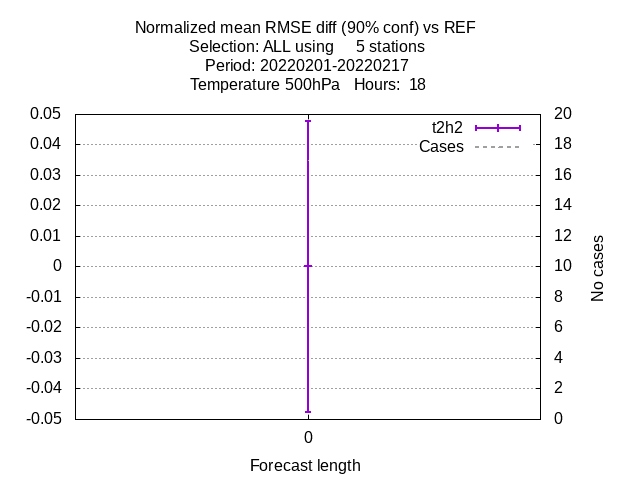 Normalized mean RMSE diff (90% conf) vs REF
Selection: ALL using     5 stations
Period: 20220201-20220217
Temperature 500hPa   Hours:  18
0.05
20
t2h2
0.04
Cases
18
0.03
16
0.02
14
0.01
12
0
10
No cases
-0.01
8
-0.02
6
-0.03
4
-0.04
2
-0.05
0
0
Forecast length